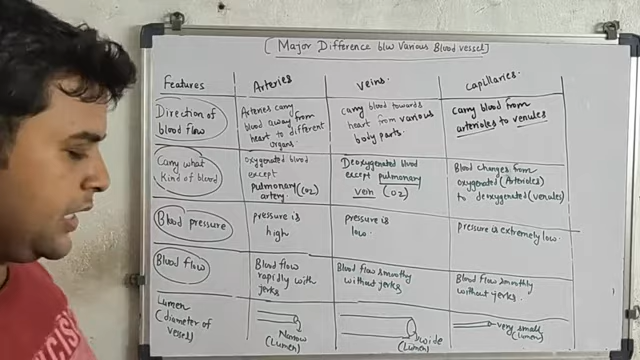 [ Major Difference b/w Various Blood vessel ]
Features
Arteries
Veins.
Capillaries.
Direction of
blood flow
Arteries carry
blood away from
heart to different
organs.
carry blood towards
heart from various
body parts.
carry blood from
arterioles to venules
Carry what
kind of blood
oxygenated blood
except
pulmonary
artery (CO2)
Deoxygenated blood
except pulmonary
vein (O2)
Blood changes from
oxygenated (Arterioles)
to deoxygenated (venules)
Blood pressure
pressure is
high
pressure is
low.
pressure is extremely low.
Blood flow
Blood flow
rapidly with
jerks
Blood flow smoothly
without jerks
Blood flow smoothly
without jerks.
Lumen
(diameter of
vessel)
Narrow
(Lumen)
wide
(Lumen)
very small
(Lumen)